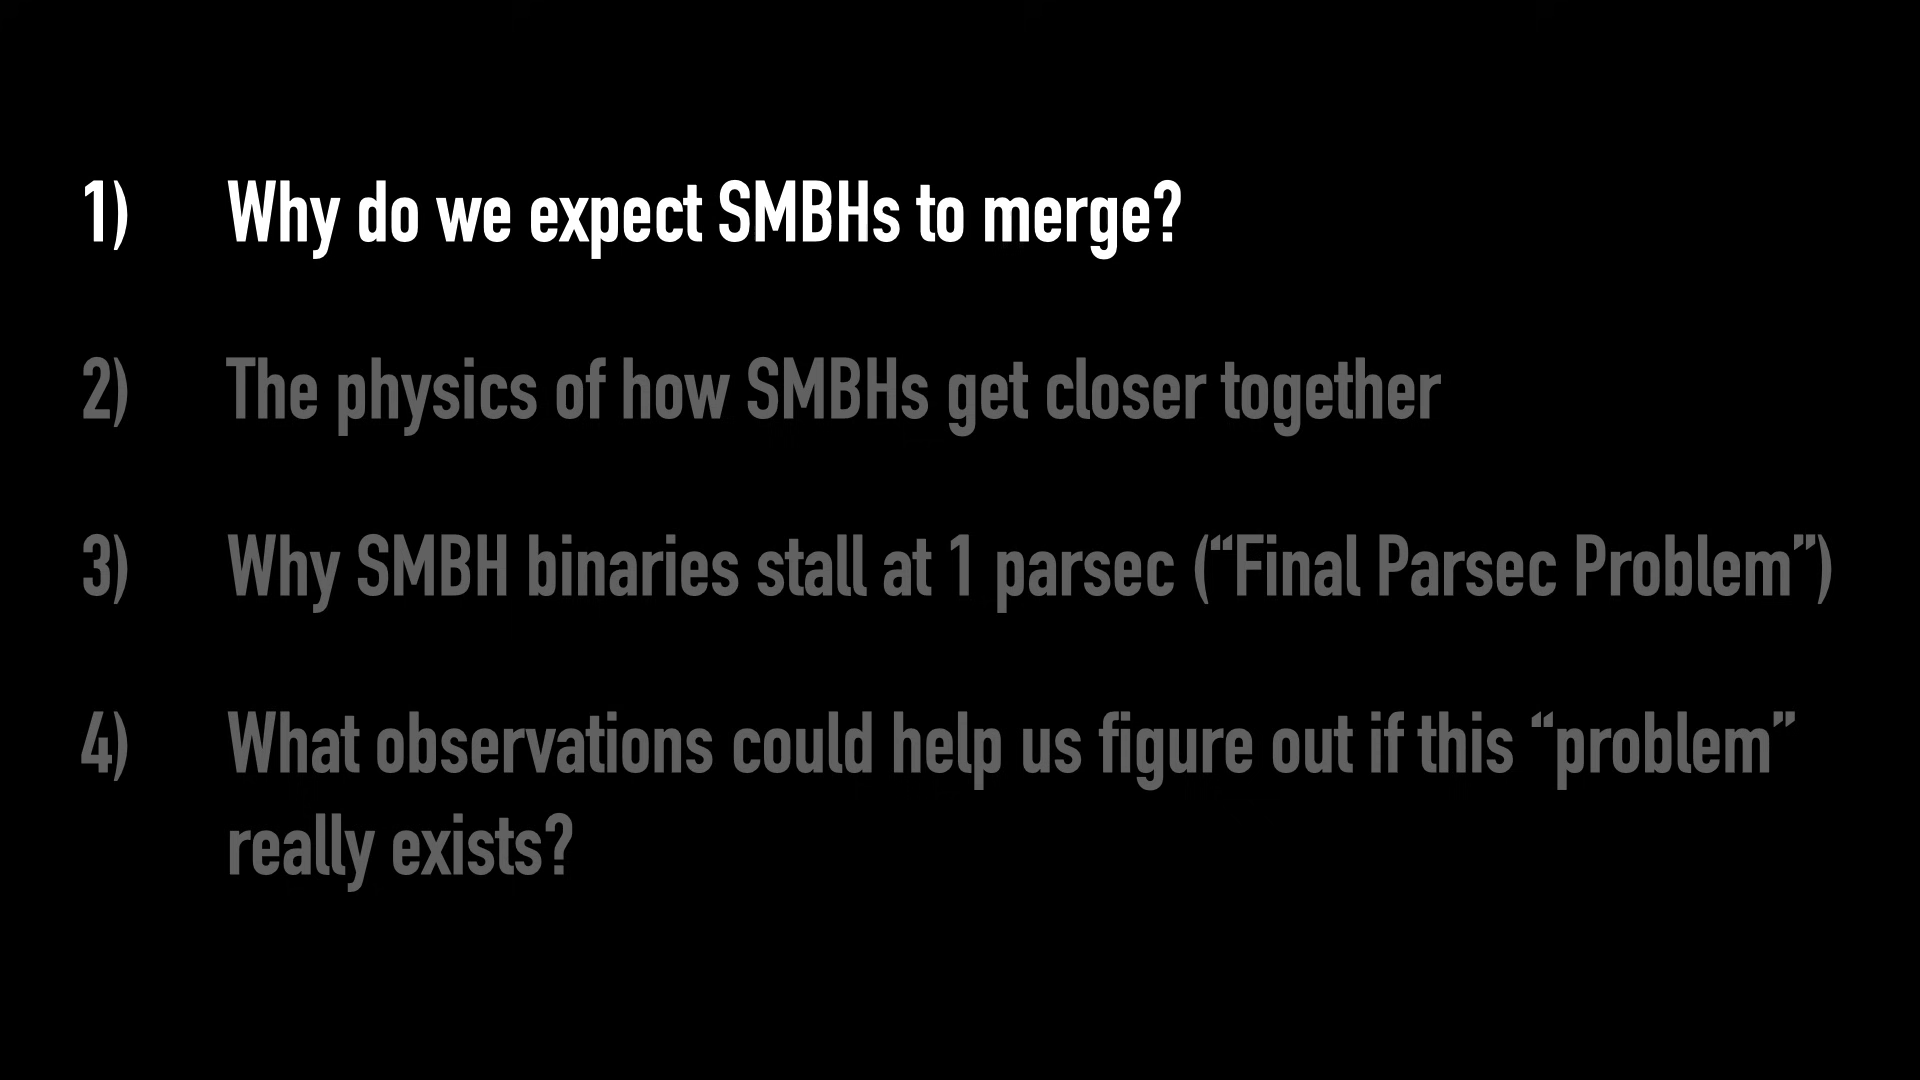 1) Why do we expect SMBHs to merge?
2) The physics of how SMBHs get closer together
3) Why SMBH binaries stall at 1 parsec (“Final Parsec Problem”)
4) What observations could help us figure out if this “problem”
really exists?